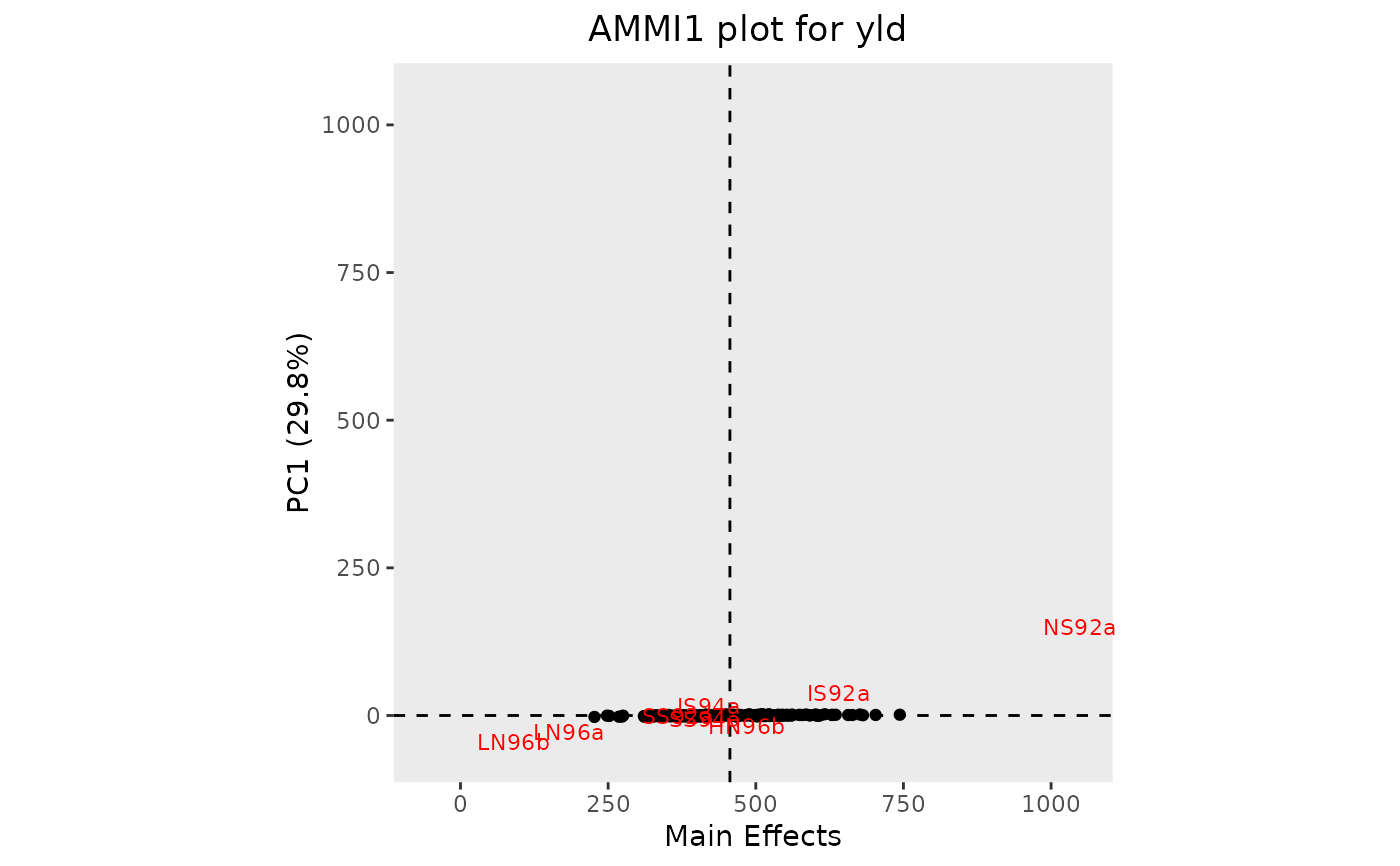 AMMI1 plot for yld
PC1 (29.8%)
1000
750
500
250
0
NS92a
IS92a
IS94a
HN96b
LN96a
LN96b
0
250
500
750
1000
Main Effects